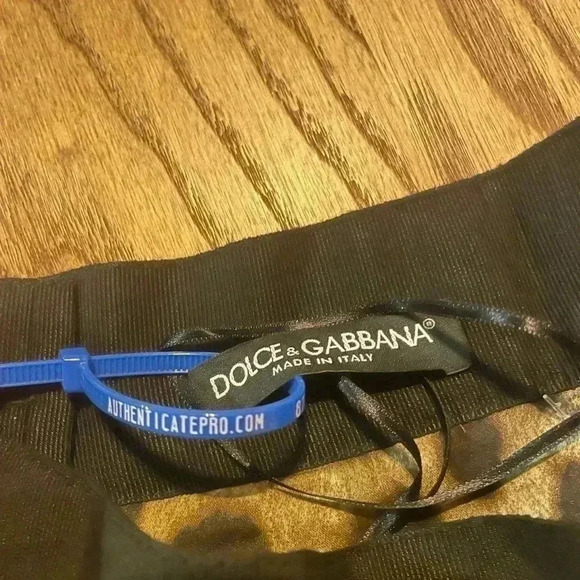 DOLCE & GABBANA®
MADE IN ITALY
AUTHENTICATEPRO.COM